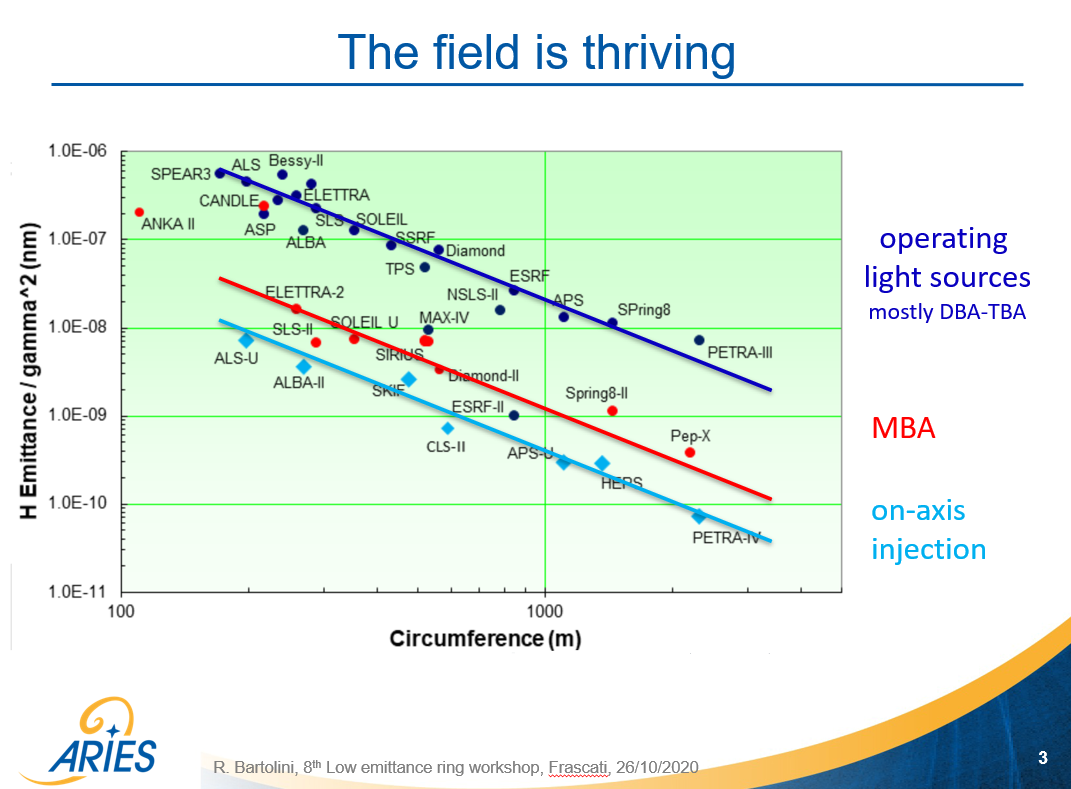 The field is thriving
1.0E-06
1.0E-07
1.0E-08
1.0E-09
1.0E-10
1.0E-11
H Emittance / gamma^2 (nm)
SPEAR3
ALS
Bessy-II
CANDLE
ELETTRA
ANKA II
ASP
SLS
SOLEIL
ALBA
SSRF
Diamond
TPS
ESRF
NSLS-II
APS
SPring8
ELETTRA-2
MAX-IV
SLS-II
SOLEIL U
PETRA-III
ALS-U
SIRIUS
ALBA-II
SKIF
Diamond-II
Spring8-II
ESRF-II
CLS-II
APS-U
Pep-X
HEPS
PETRA-IV
100
1000
Circumference (m)
operating
light sources
mostly DBA-TBA
MBA
on-axis
injection
ARIES
R. Bartolini, 8th Low emittance ring workshop, Frascati, 26/10/2020
3